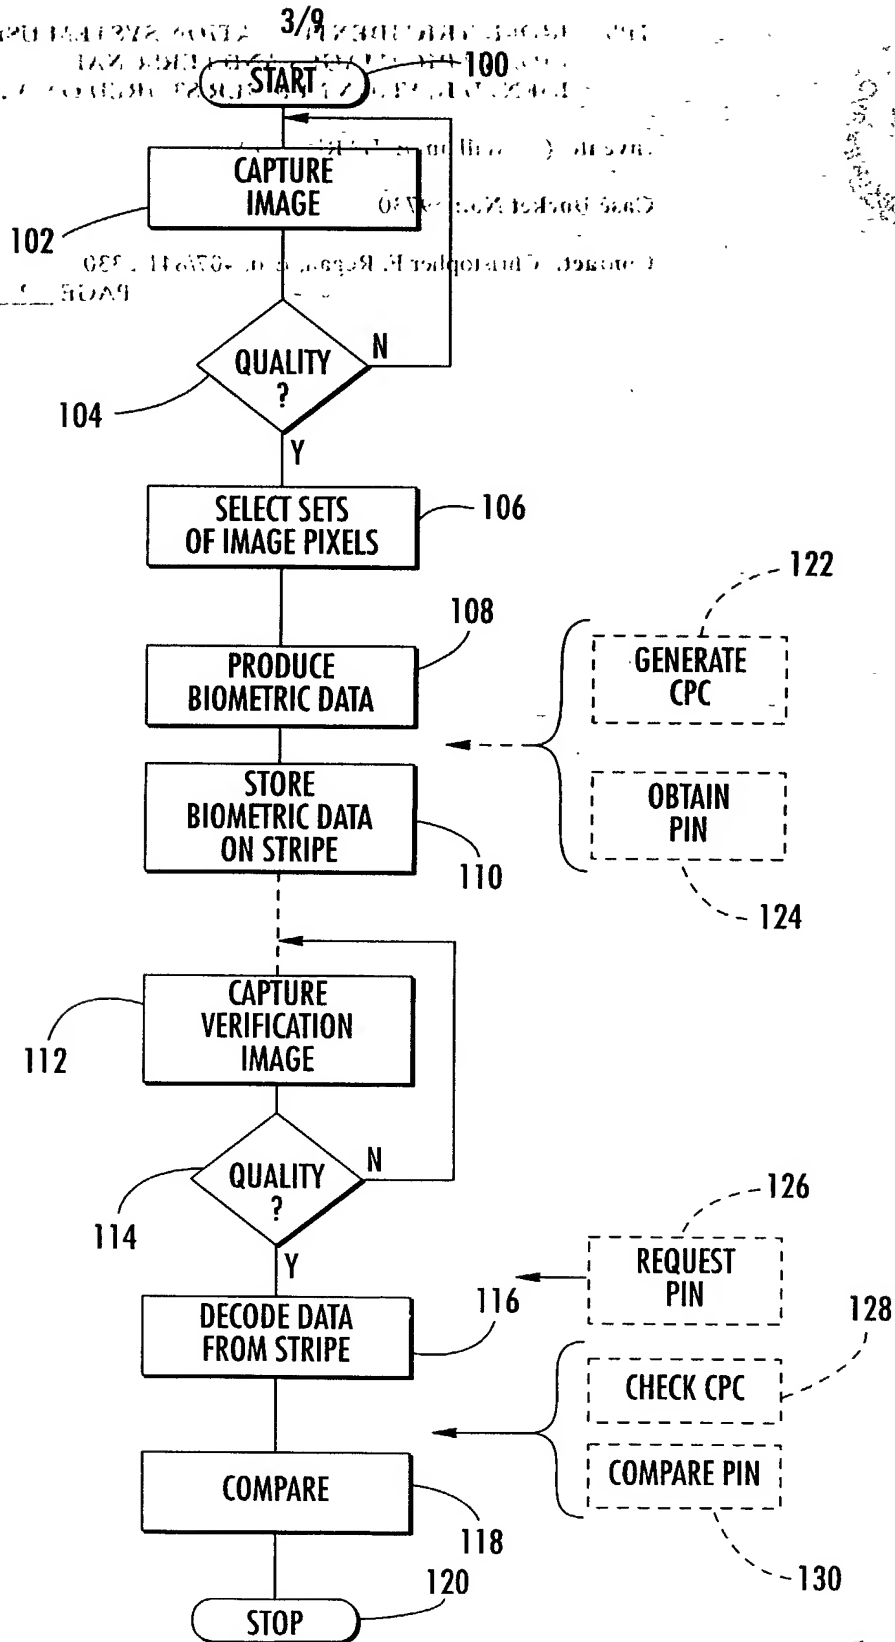 3/9
START
100
CAPTURE
IMAGE
102
QUALITY
?
N
104
Y
SELECT SETS
OF IMAGE PIXELS
106
108
PRODUCE
BIOMETRIC DATA
122
GENERATE
CPC
STORE
BIOMETRIC DATA
ON STRIPE
110
OBTAIN
PIN
124
CAPTURE
VERIFICATION
IMAGE
112
QUALITY
?
N
114
Y
126
REQUEST
PIN
DECODE DATA
FROM STRIPE
116
128
CHECK CPC
COMPARE
118
COMPARE PIN
130
120
STOP